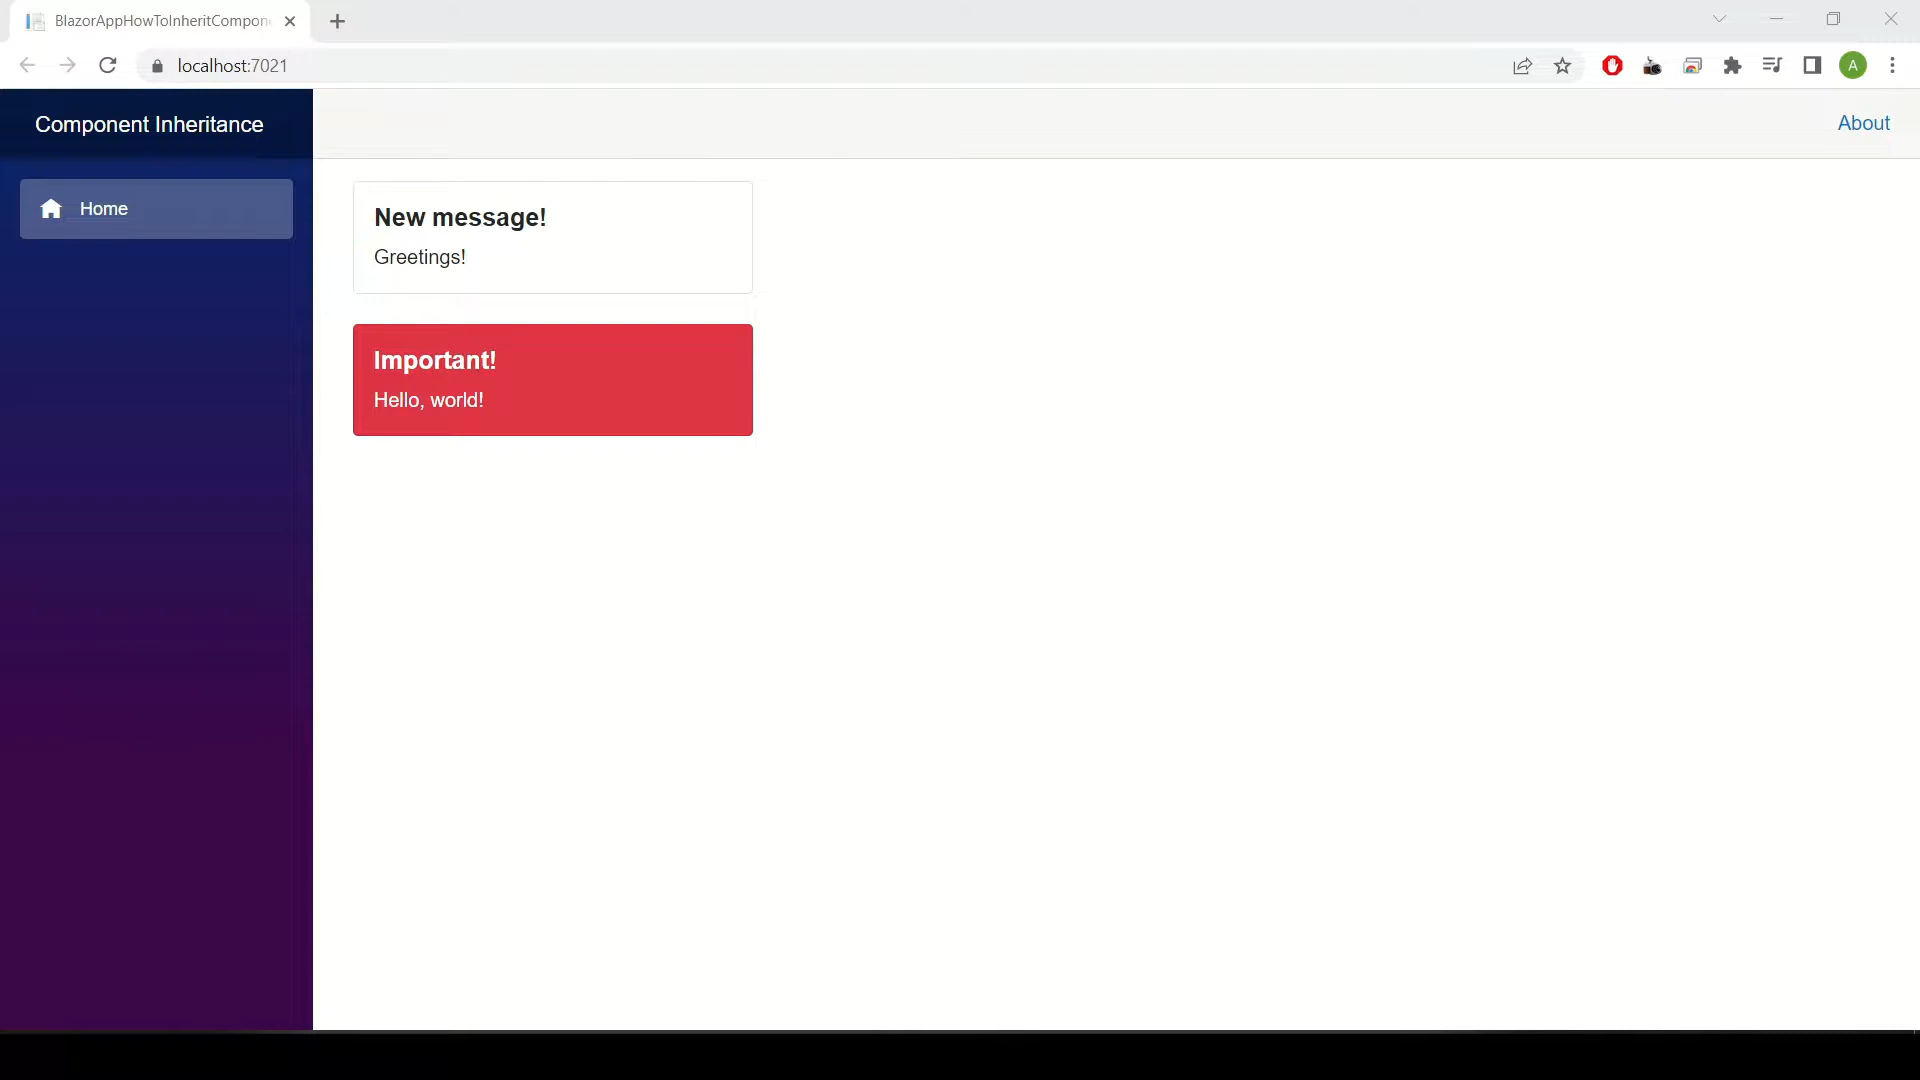 BlazorAppHowToInheritCompon
localhost:7021
A
Component Inheritance
About
Home
New message!
Greetings!
Important!
Hello, world!